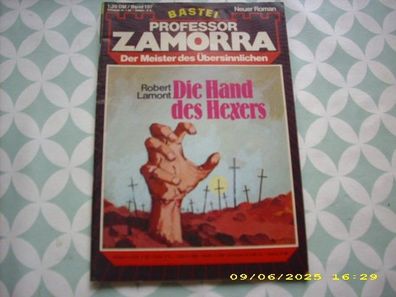 BASTEI
1,30 DM / Band 197
Neuer Roman
PROFESSOR
ZAMORRA
Der Meister des Übersinnlichen
Robert
Lamont
Die Hand
des Hexers
09/06/2025 16:29